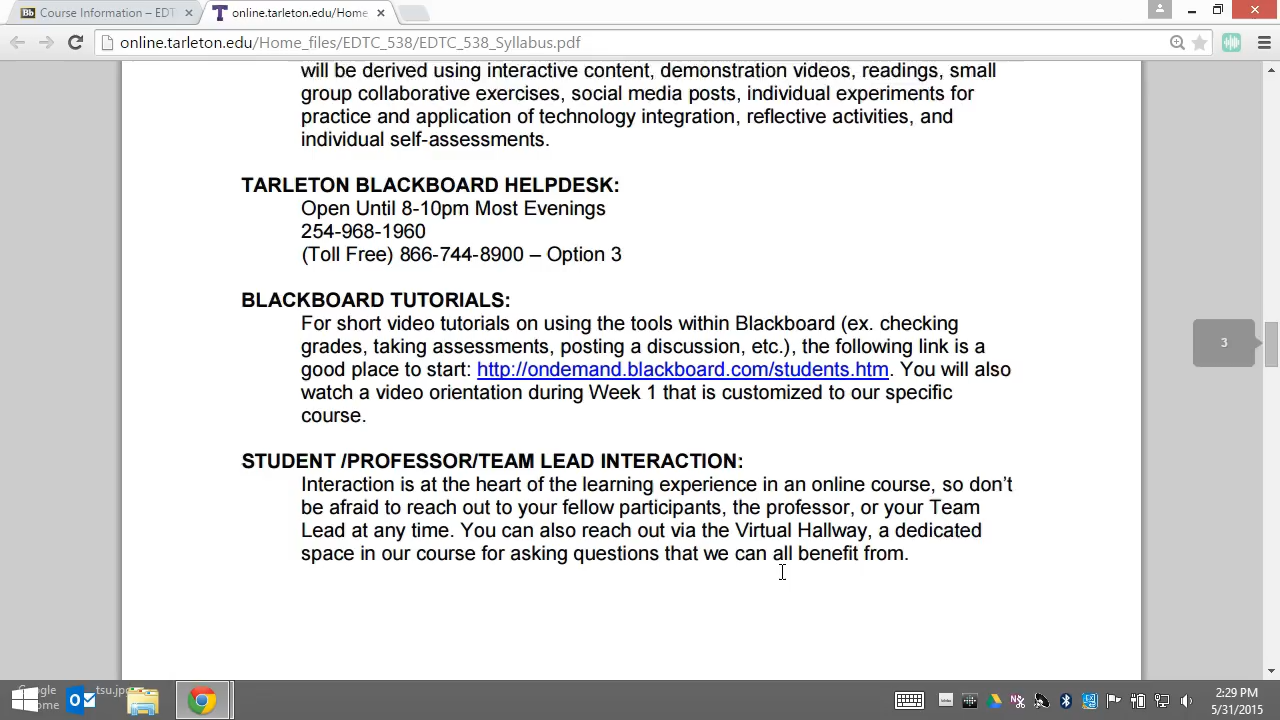 Course Information – EDT
online.tarleton.edu/Home_
online.tarleton.edu/Home_files/EDTC_538/EDTC_538_Syllabus.pdf
will be derived using interactive content, demonstration videos, readings, small
group collaborative exercises, social media posts, individual experiments for
practice and application of technology integration, reflective activities, and
individual self-assessments.
TARLETON BLACKBOARD HELPDESK:
Open Until 8-10pm Most Evenings
254-968-1960
(Toll Free) 866-744-8900 – Option 3
BLACKBOARD TUTORIALS:
For short video tutorials on using the tools within Blackboard (ex. checking
grades, taking assessments, posting a discussion, etc.), the following link is a
good place to start: http://ondemand.blackboard.com/students.htm. You will also
watch a video orientation during Week 1 that is customized to our specific
course.
3
STUDENT /PROFESSOR/TEAM LEAD INTERACTION:
Interaction is at the heart of the learning experience in an online course, so don't
be afraid to reach out to your fellow participants, the professor, or your Team
Lead at any time. You can also reach out via the Virtual Hallway, a dedicated
space in our course for asking questions that we can all benefit from.
2:29 PM
5/31/2015